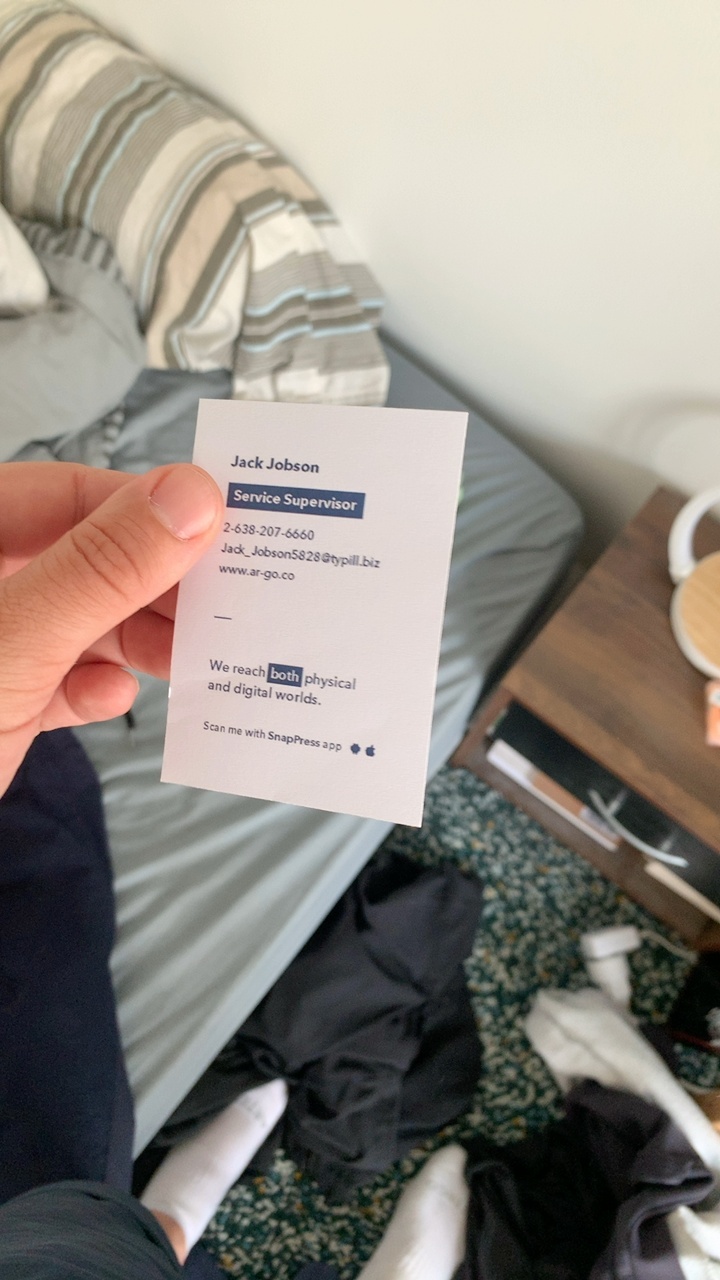 Jack Jobson
Service Supervisor
2-638-207-6660
Jack_Jobson5828@typill.biz
www.ar-go.co
—
We reach both physical
and digital worlds.
Scan me with SnapPress app